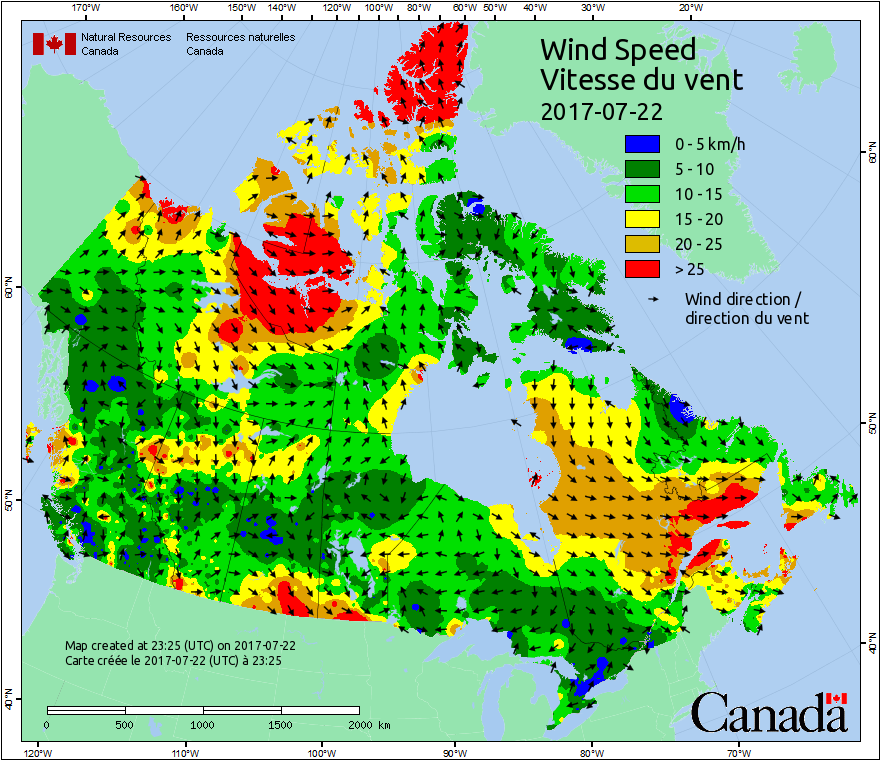 170°W 160°W 150°W 140°W 130°W 120°W 110°W 100°W 90°W 80°W 70°W 60°W 50°W 40°W 30°W 20°W
Natural Resources Ressources naturelles
Canada Canada
Wind Speed
Vitesse du vent
2017-07-22
0 - 5 km/h
5 - 10
10 - 15
15 - 20
20 - 25
> 25
Wind direction /
direction du vent
60°N
60°N
50°N
50°N
40°N
40°N
Map created at 23:25 (UTC) on 2017-07-22
Carte créée le 2017-07-22 (UTC) à 23:25
0 500 1000 1500 2000 km
Canada
120°W 110°W 100°W 90°W 80°W 70°W